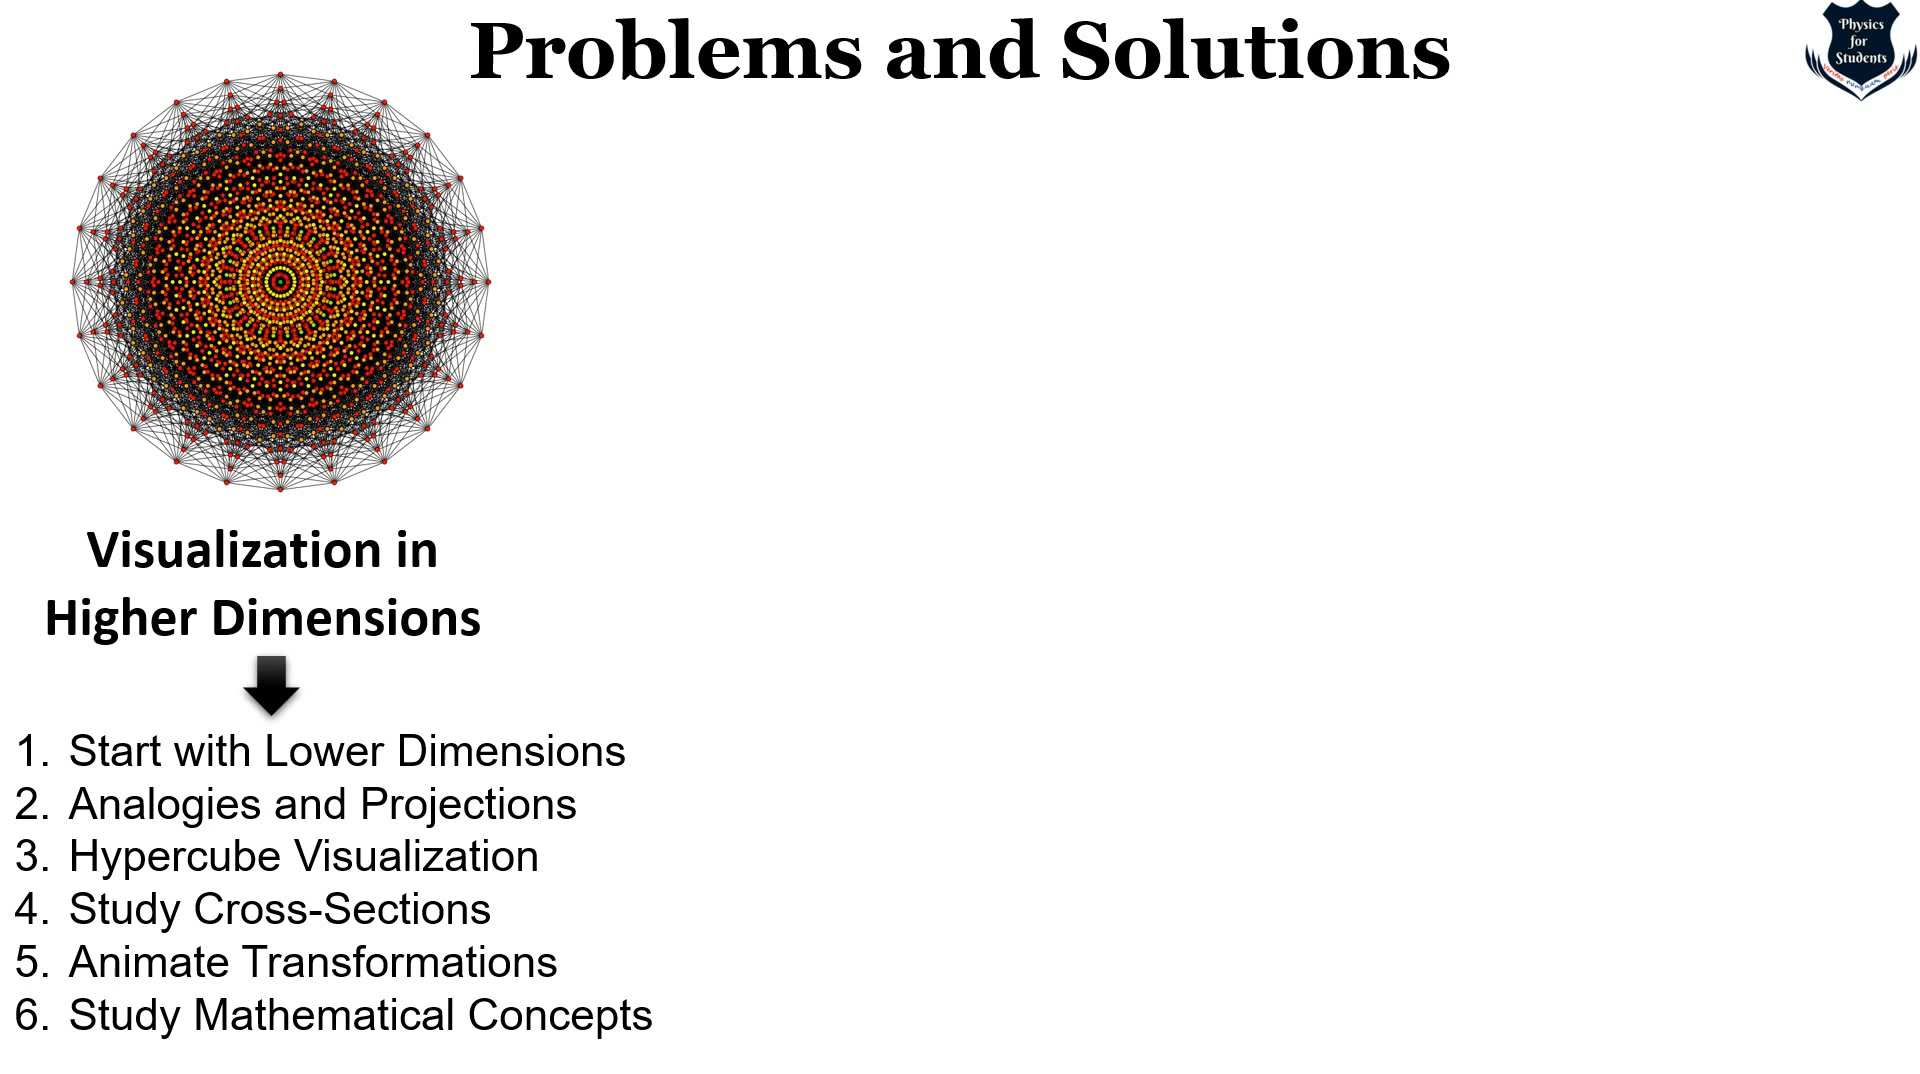 Problems and Solutions
Physics
for
Students
Visualization in
Higher Dimensions
1. Start with Lower Dimensions
2. Analogies and Projections
3. Hypercube Visualization
4. Study Cross-Sections
5. Animate Transformations
6. Study Mathematical Concepts